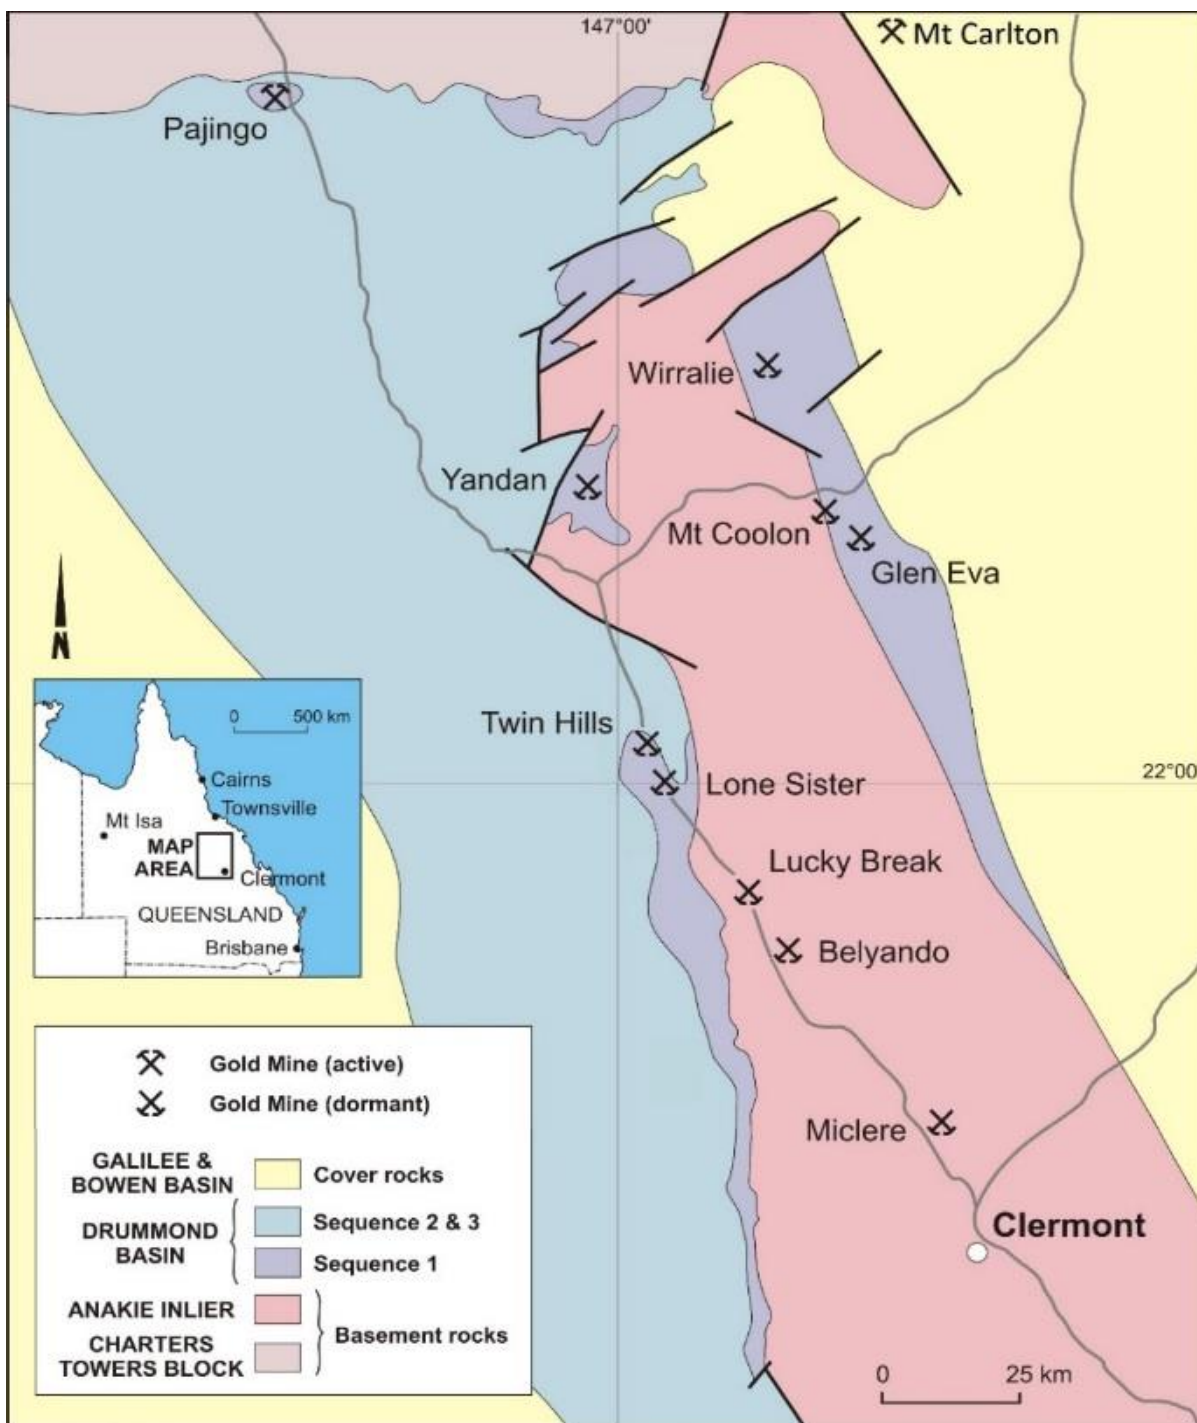 147°00'
Mt Carlton
Pajingo
Wirralie
Yandan
Mt Coolon
Glen Eva
N
Twin Hills
22°00
Lone Sister
0 500 km
Cairns
Townsville
Mt Isa
MAP
AREA
Clermont
QUEENSLAND
Brisbane
Lucky Break
Belyando
Miclere
Clermont
Gold Mine (active)
Gold Mine (dormant)
GALILEE &
BOWEN BASIN
Cover rocks
DRUMMOND
BASIN
Sequence 2 & 3
Sequence 1
ANAKIE INLIER
CHARTERS
TOWERS BLOCK
Basement rocks
0 25 km